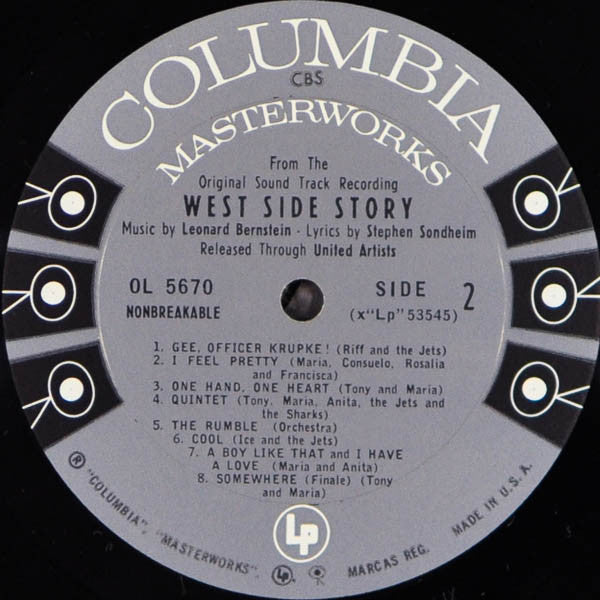 COLUMBIA
CBS
MASTERWORKS
From The
Original Sound Track Recording
WEST SIDE STORY
Music by Leonard Bernstein - Lyrics by Stephen Sondheim
Released Through United Artists
OL 5670
NONBREAKABLE
SIDE 2
(x"Lp"53545)
1. GEE, OFFICER KRUPKE! (Riff and the Jets)
2. I FEEL PRETTY (Maria, Consuelo, Rosalia
and Francisca)
3. ONE HAND, ONE HEART (Tony and Maria)
4. QUINTET (Tony, Maria, Anita, the Jets and
the Sharks)
5. THE RUMBLE (Orchestra)
6. COOL (Ice and the Jets)
7. A BOY LIKE THAT and I HAVE
A LOVE (Maria and Anita)
8. SOMEWHERE (Finale) (Tony
and Maria)
LP
® "COLUMBIA", "MASTERWORKS", LP MARCAS REG. MADE IN U. S. A.